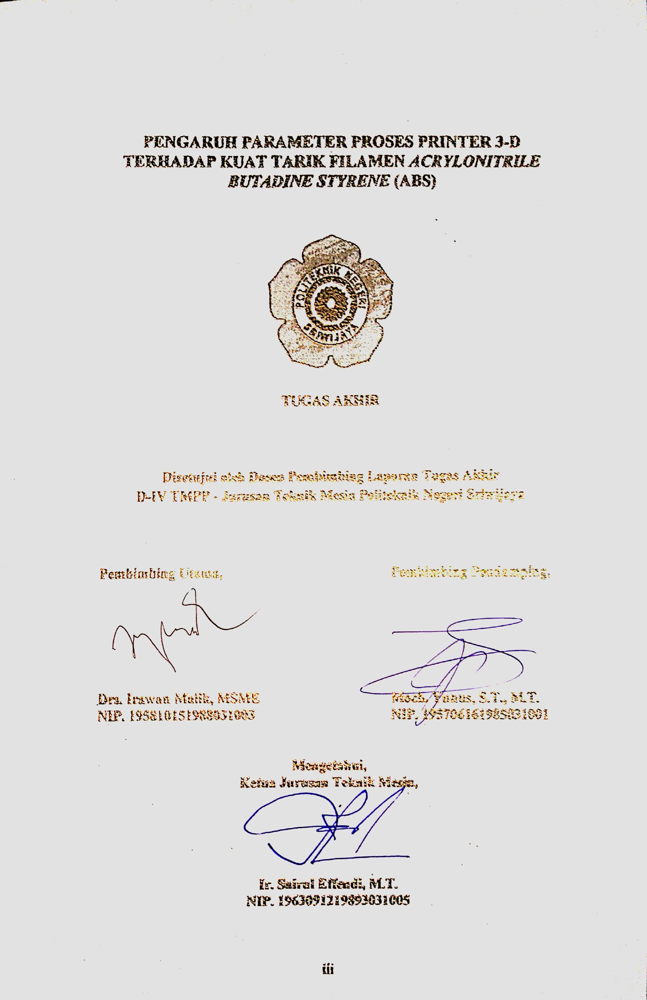 PENGARUH PARAMETER PROSES PRINTER 3-D
TERHADAP KUAT TARIK FILAMEN ACRYLONITRILE
BUTADINE STYRENE (ABS)
POLITEKNIK NEGERI
SRIWIJAYA
TUGAS AKHIR
Disetujui oleh Dosen Pembimbing Laporan Tugas Akhir
D-IV TMPP - Jurusan Teknik Mesin Politeknik Negeri Sriwijaya
Pembimbing Utama,
Pembimbing Pendamping,
Drs. Irawan Malik, MSME
NIP. 195810151988031003
Moch. Yunus, S.T., M.T.
NIP. 195706161985031001
Mengetahui,
Ketua Jurusan Teknik Mesin,
Ir. Sairul Effendi, M.T.
NIP. 1963091219893031005
iii